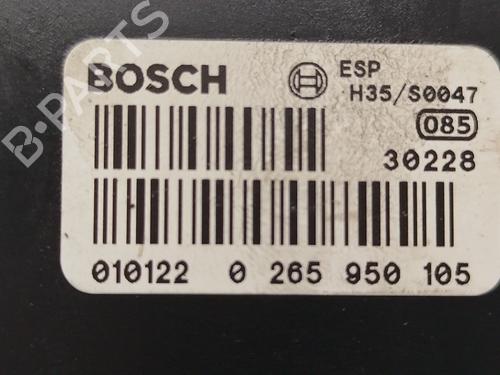 BOSCH ESP
H35/S0047
085
30228
010122 0 265 950 105
B-PARTS